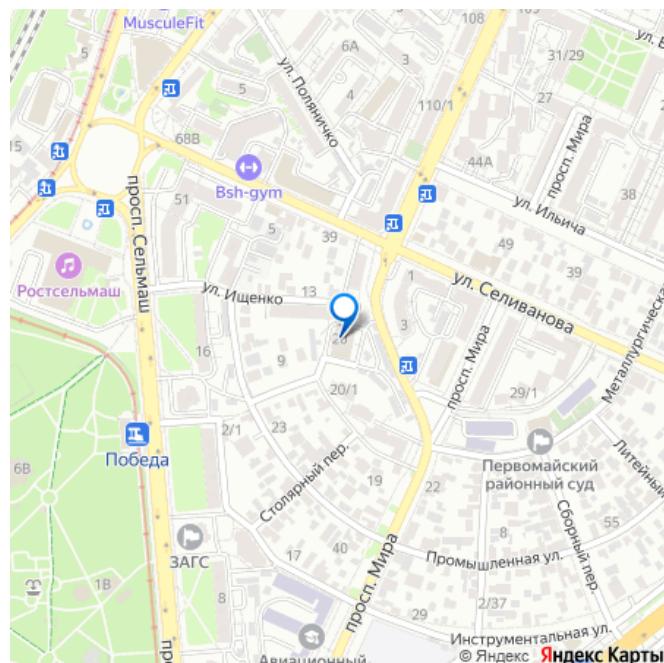 MusculeFit
108
105
ул. Поляничко
6А
3
4
31/29
27
110/1
15
68В
5
44А
просп. Мира
38
Bsh-gym
просп. Сельмаш
51
5
39
ул. Ильича
49
39
Ростсельмаш
ул. Ищенко
13
1
ул. Селиванова
3
16
9
просп. Мира
Металлургическая
20/1
29/1
2/1
23
6В
Победа
Столярный пер.
Первомайский
районный суд
Литейный
19
22
ЗАГС
8
Сборный пер.
55
40
17
Промышленная ул.
1В
8
просп. Мира
29
2/37
Инструментальная ул.
Авиационный
© Яндекс Яндекс Карты